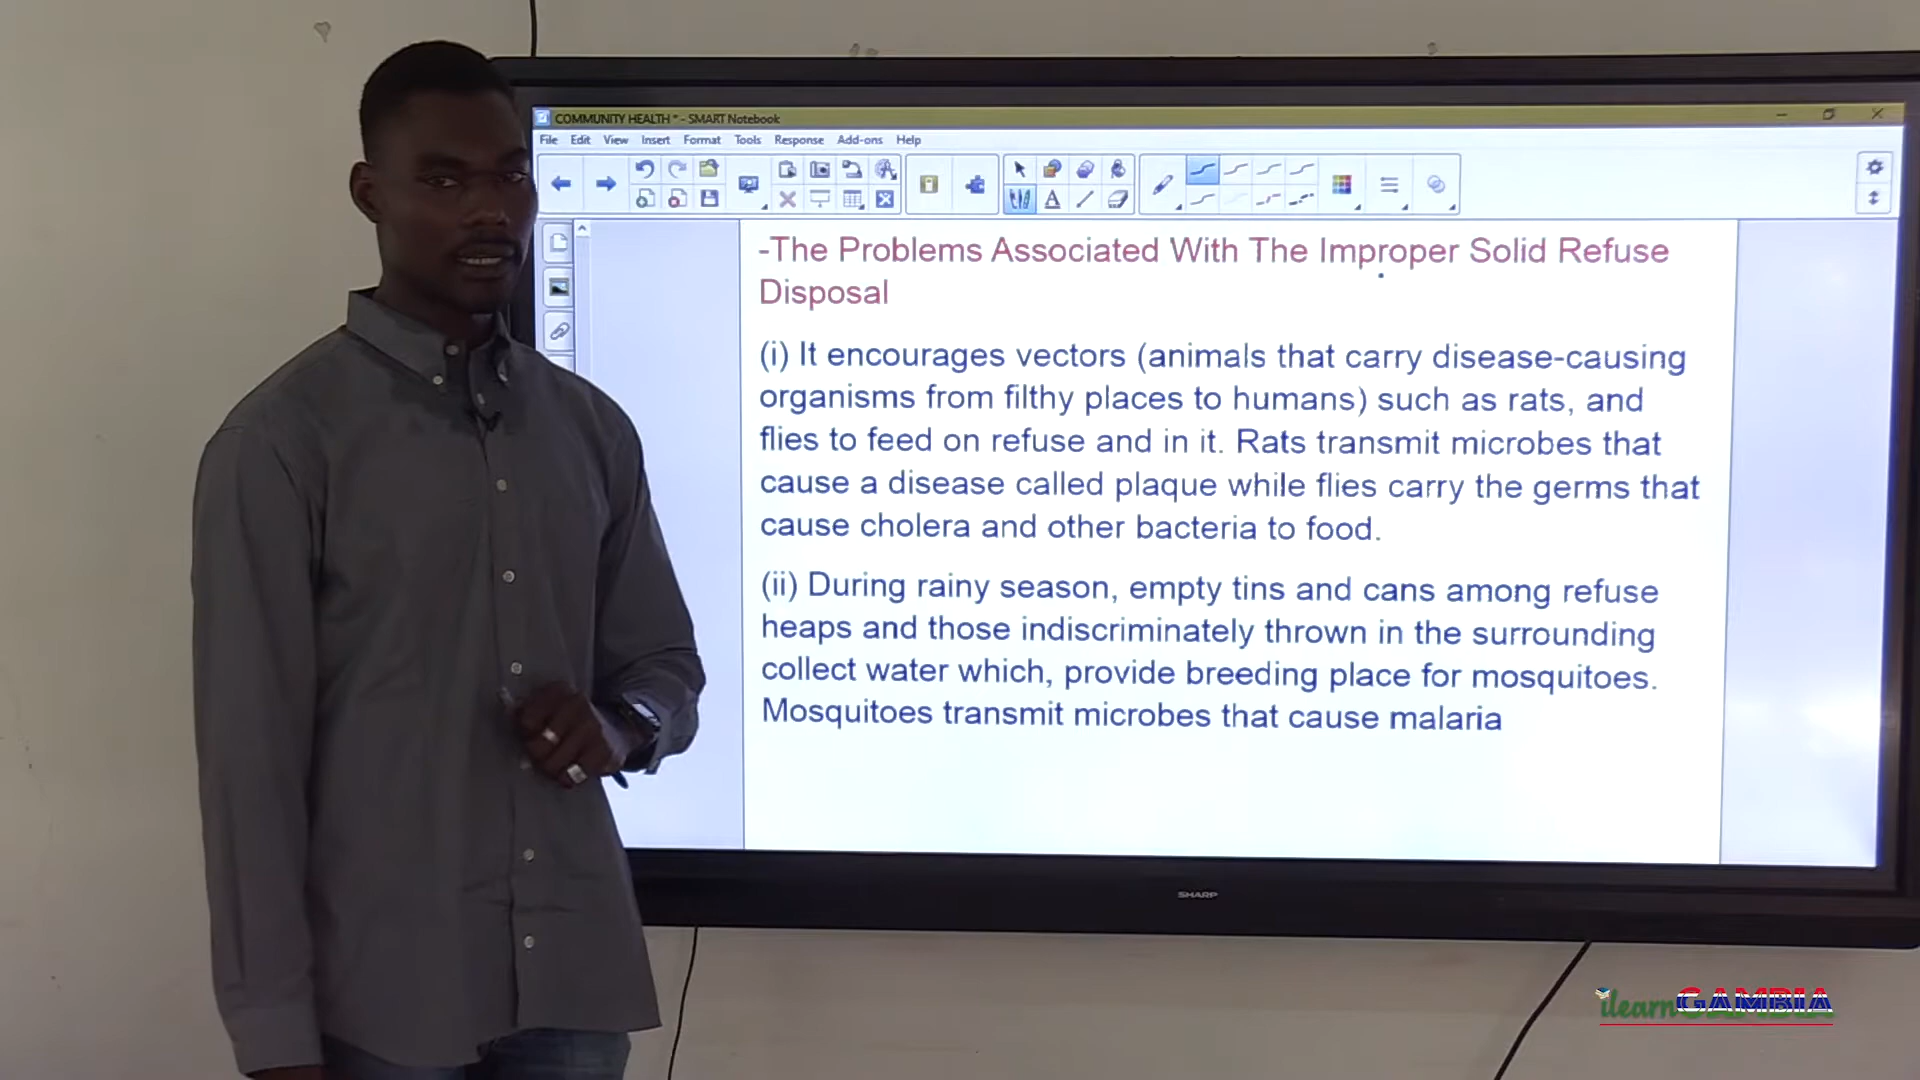 COMMUNITY HEALTH * - SMART Notebook
File Edit View Insert Format Tools Response Add-ons Help
-The Problems Associated With The Improper Solid Refuse
Disposal
(i) It encourages vectors (animals that carry disease-causing
organisms from filthy places to humans) such as rats, and
flies to feed on refuse and in it. Rats transmit microbes that
cause a disease called plaque while flies carry the germs that
cause cholera and other bacteria to food.
(ii) During rainy season, empty tins and cans among refuse
heaps and those indiscriminately thrown in the surrounding
collect water which, provide breeding place for mosquitoes.
Mosquitoes transmit microbes that cause malaria
SHARP
ilearnGAMBIA